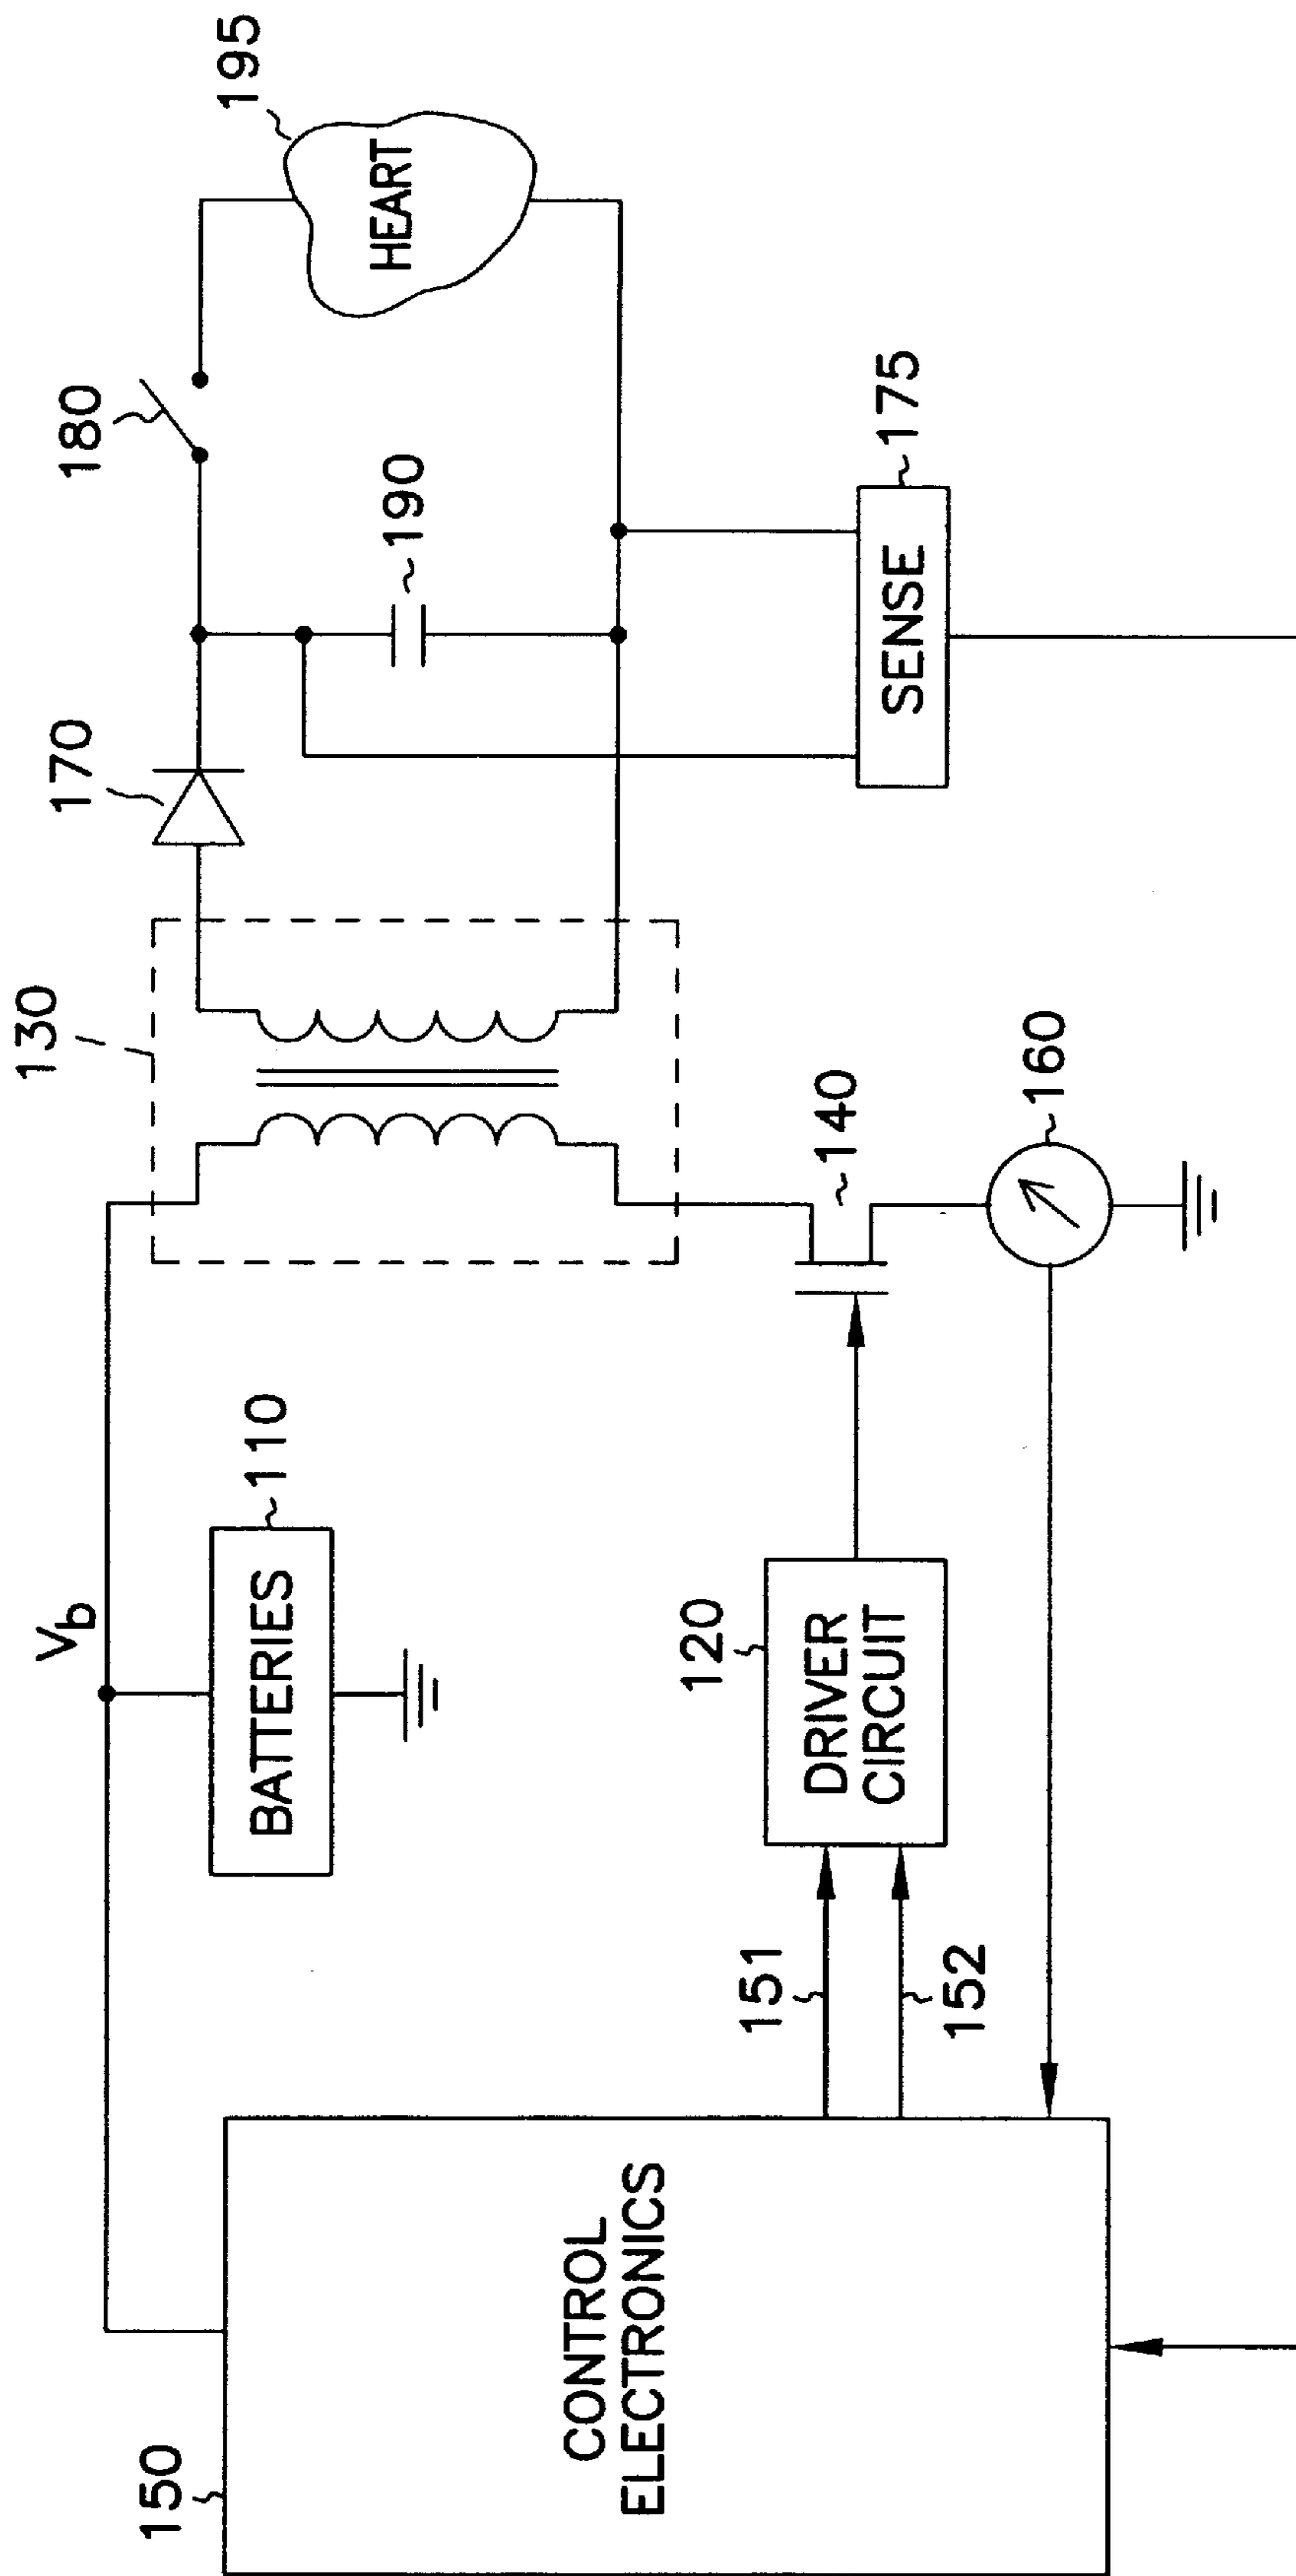 195
HEART
180
190
170
175
SENSE
130
140
160
Vb
110
BATTERIES
120
DRIVER
CIRCUIT
151
152
150
CONTROL
ELECTRONICS